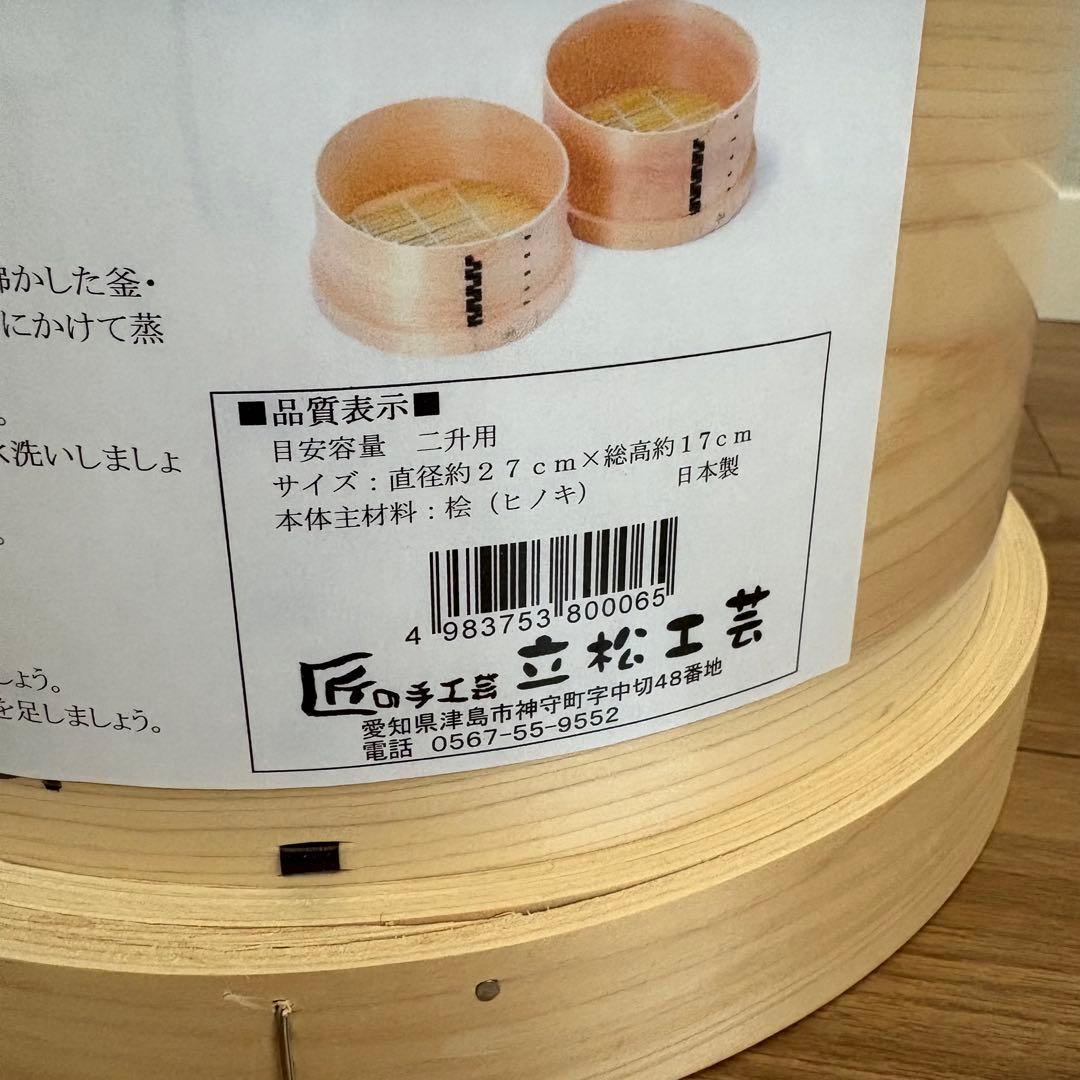 かした釜・
にかけて蒸
。
水洗いしましょ
。
しょう。
を足しましょう。
■品質表示■
目安容量　二升用
サイズ：直径約２７ｃｍ×総高約17cm
本体主材料：桧（ヒノキ）　日本製
4 983753 800065
匠の手工芸 立松工芸
愛知県津島市神守町字中切48番地
電話 0567-55-9552